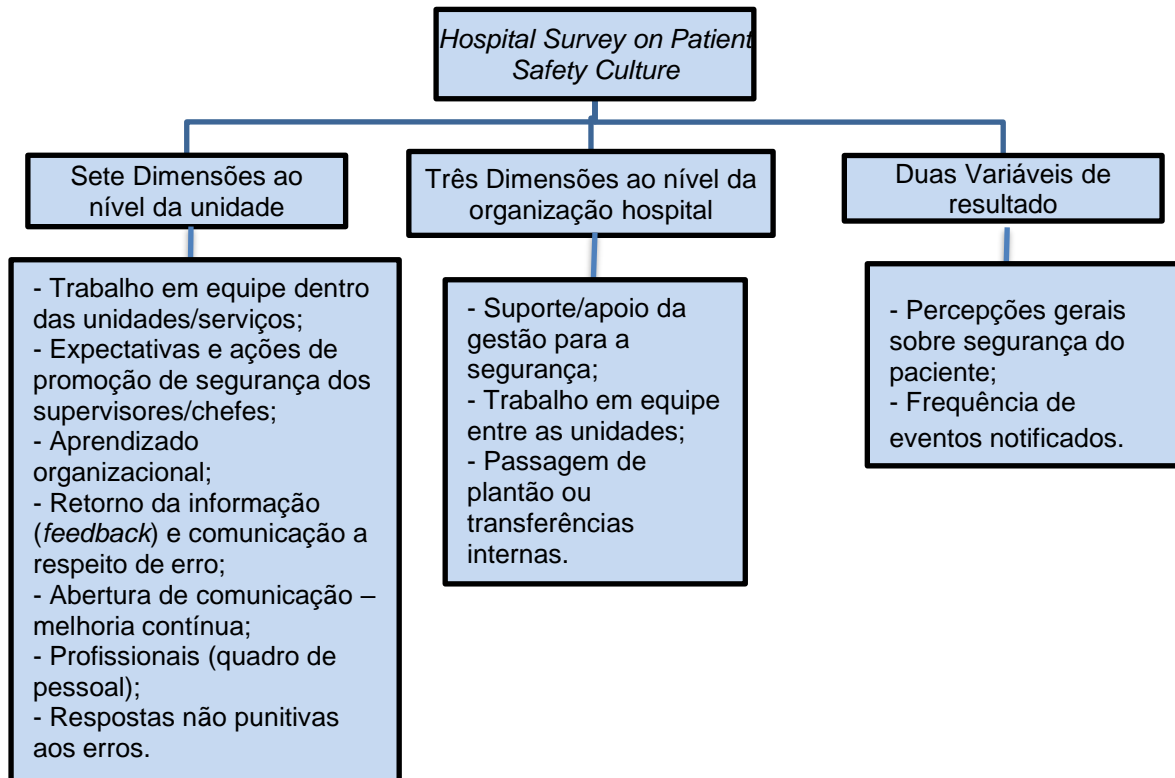 Hospital Survey on Patient
Safety Culture
Sete Dimensões ao
nível da unidade
Três Dimensões ao nível da
organização hospital
Duas Variáveis de
resultado
- Trabalho em equipe dentro
das unidades/serviços;
- Expectativas e ações de
promoção de segurança dos
supervisores/chefes;
- Aprendizado
organizacional;
- Retorno da informação
(feedback) e comunicação a
respeito de erro;
- Abertura de comunicação –
melhoria contínua;
- Profissionais (quadro de
pessoal);
- Respostas não punitivas
aos erros.
- Suporte/apoio da
gestão para a
segurança;
- Trabalho em equipe
entre as unidades;
- Passagem de
plantão ou
transferências
internas.
- Percepções gerais
sobre segurança do
paciente;
- Frequência de
eventos notificados.